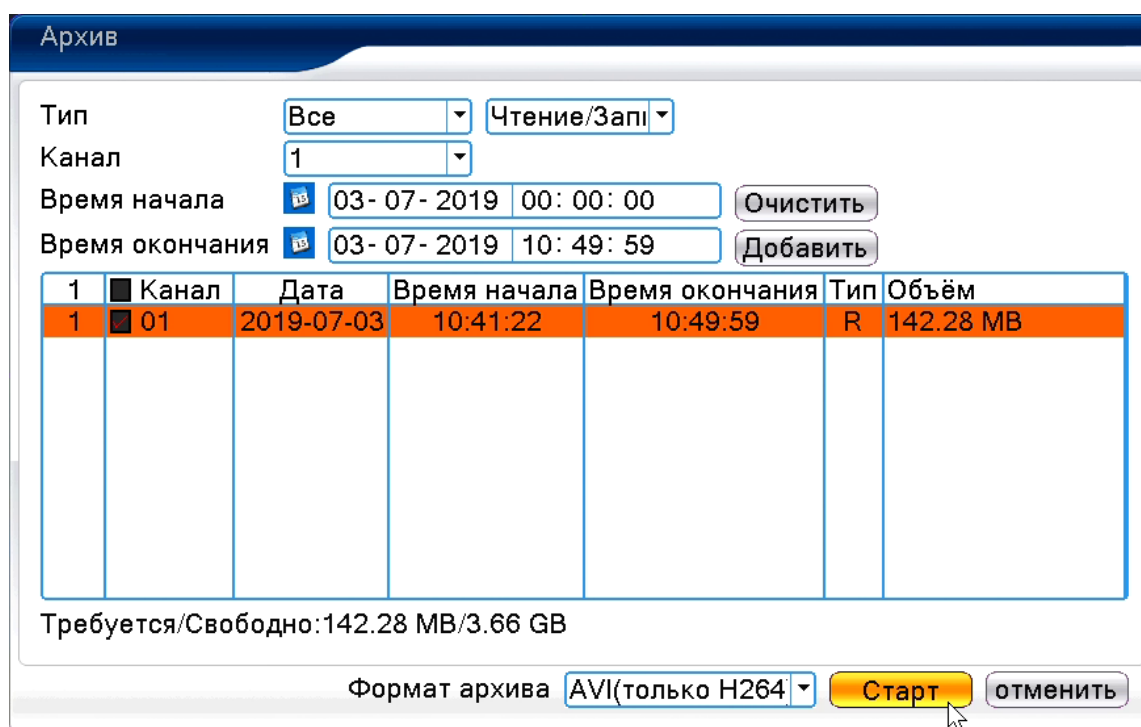 Архив
Тип Все Чтение/Запи
Канал 1
Время начала 15 03- 07- 2019 00: 00: 00 Очистить
Время окончания 15 03- 07- 2019 10: 49: 59 Добавить
1 Канал Дата Время начала Время окончания Тип Объём
1 01 2019-07-03 10:41:22 10:49:59 R 142.28 MB
Требуется/Свободно:142.28 MB/3.66 GB
Формат архива AVI(только H264) Старт отменить